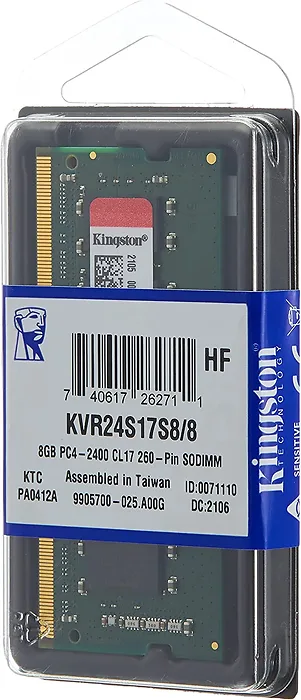 Kingston®
2105
HF
7 40617 26271 1
KVR24S17S8/8
8GB PC4-2400 CL17 260-Pin SODIMM
KTC Assembled in Taiwan ID:0071110
PA0412A 9905700-025.A00G DC:2106
Kingston®
TECHNOLOGY
SENSITIVE